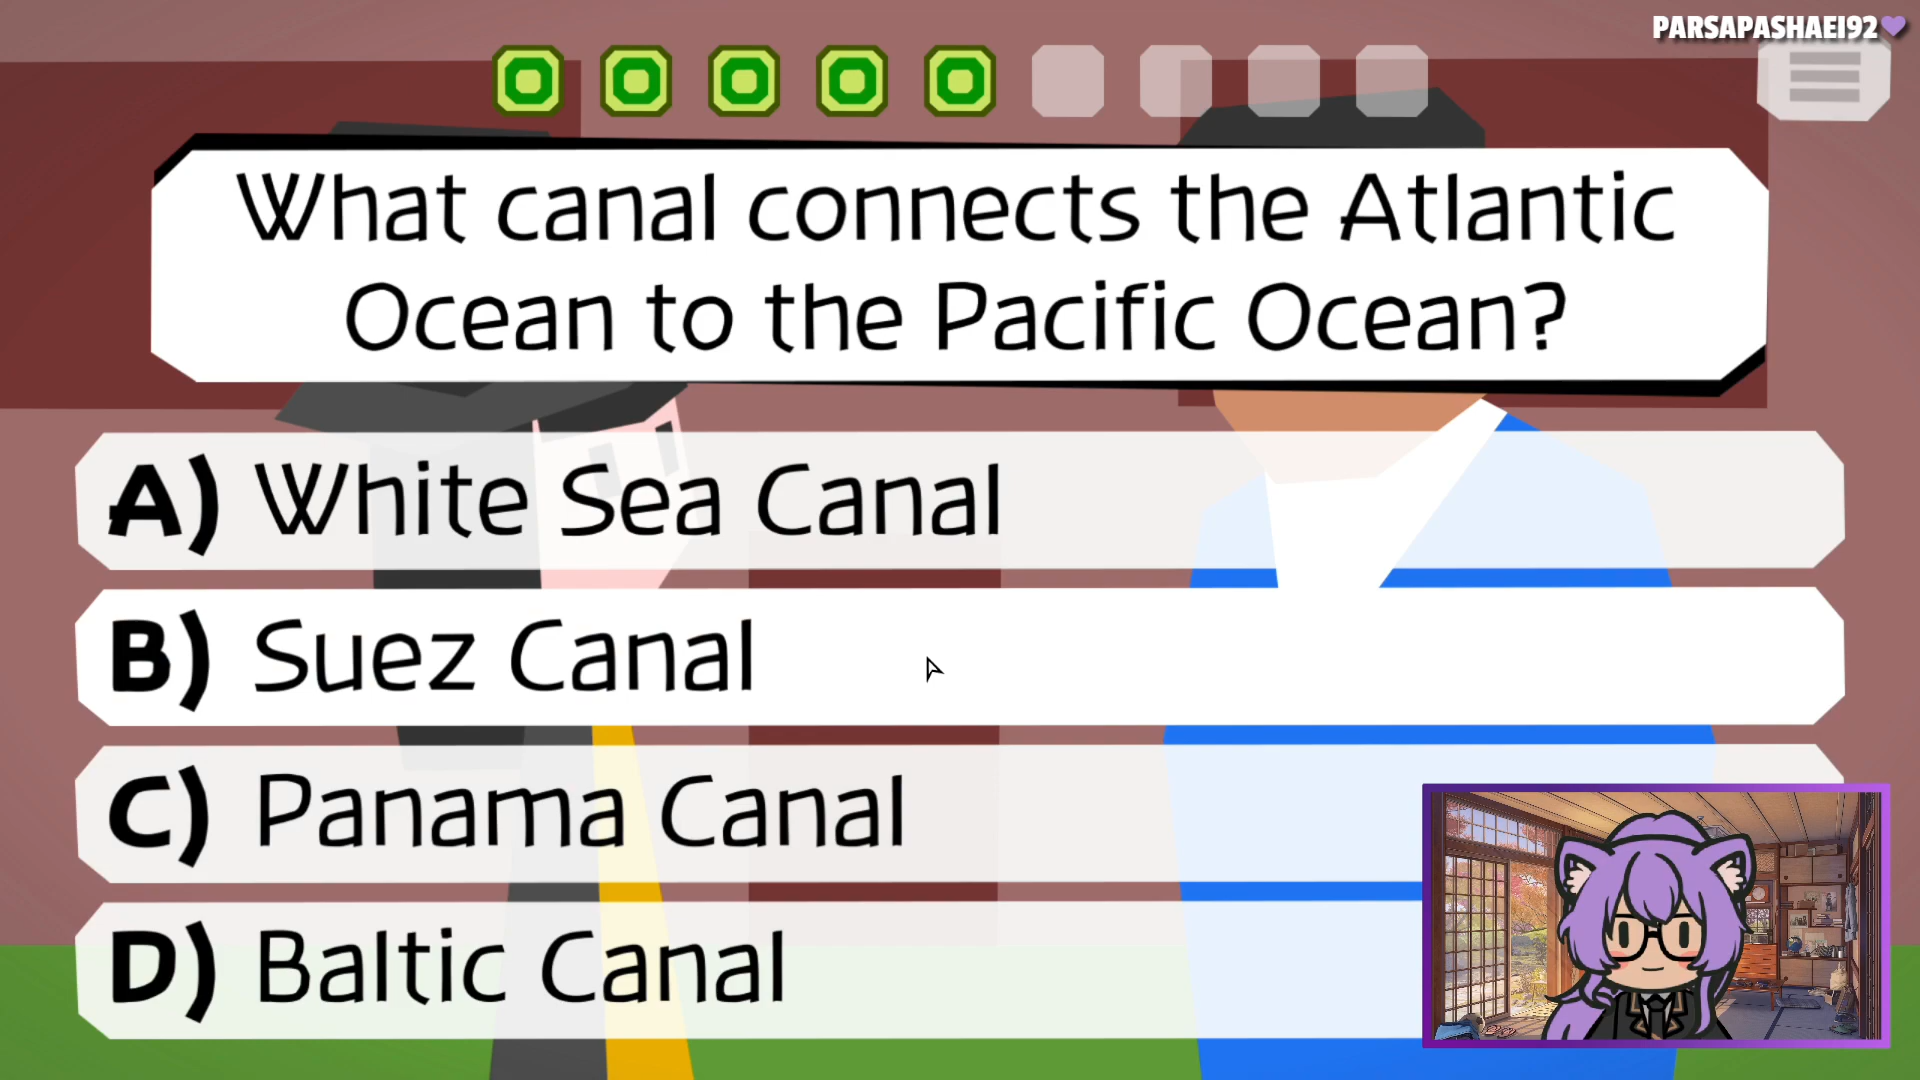 PARSAPASHAEI92
What canal connects the Atlantic
Ocean to the Pacific Ocean?
A) White Sea Canal
B) Suez Canal
C) Panama Canal
D) Baltic Canal